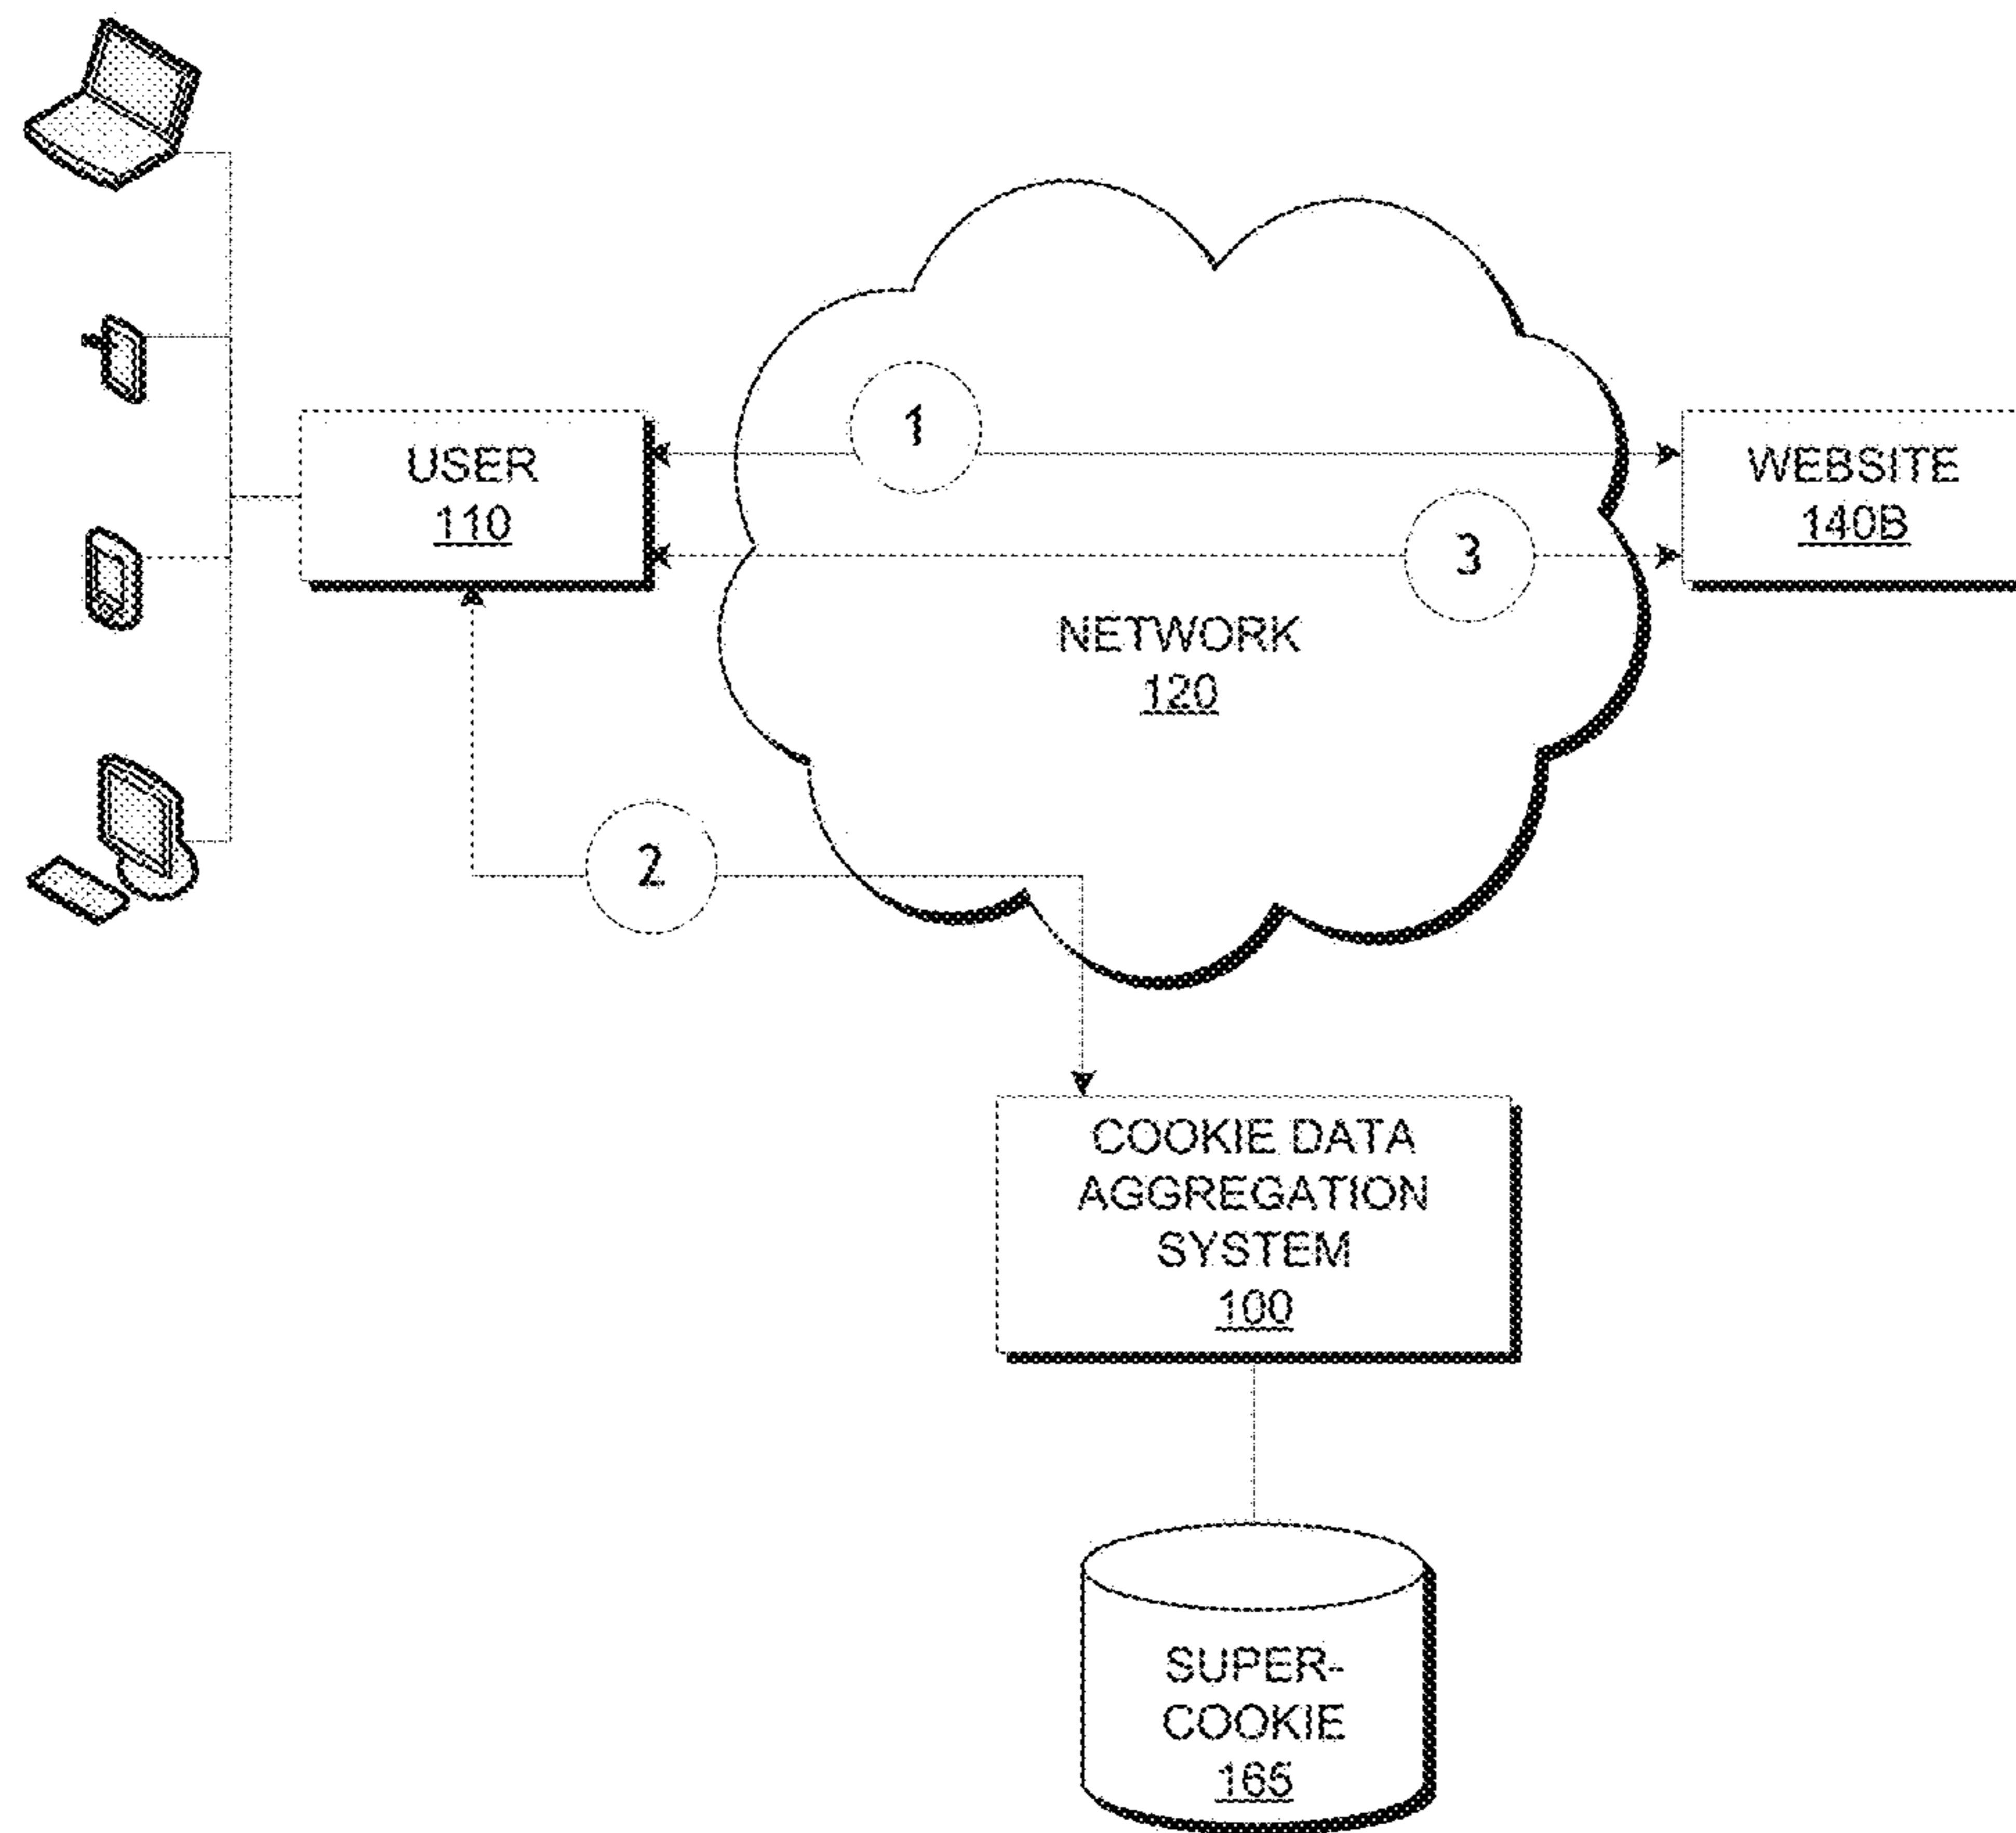 1
USER
110
WEBSITE
140B
3
NETWORK
120
2
COOKIE DATA
AGGREGATION
SYSTEM
100
SUPER-
COOKIE
165